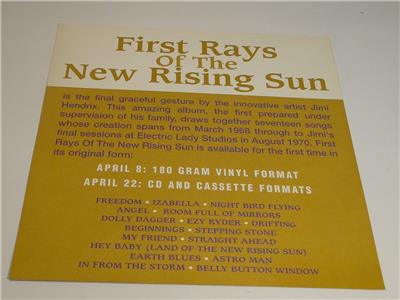 First Rays
Of The
New Rising Sun
is the final graceful gesture by the innovative artist Jimi
Hendrix. This amazing album, the first prepared under
supervision of his family, draws together seventeen songs
whose creation spans from March 1968 through to Jimi's
final sessions at Electric Lady Studios in August 1970. First
Rays Of The New Rising Sun is available for the first time in
its original form:
APRIL 8: 180 GRAM VINYL FORMAT
APRIL 22: CD AND CASSETTE FORMATS
FREEDOM • IZABELLA • NIGHT BIRD FLYING
ANGEL • ROOM FULL OF MIRRORS
DOLLY DAGGER • EZY RYDER • DRIFTING
BEGINNINGS • STEPPING STONE
MY FRIEND • STRAIGHT AHEAD
HEY BABY (LAND OF THE NEW RISING SUN)
EARTH BLUES • ASTRO MAN
IN FROM THE STORM • BELLY BUTTON WINDOW